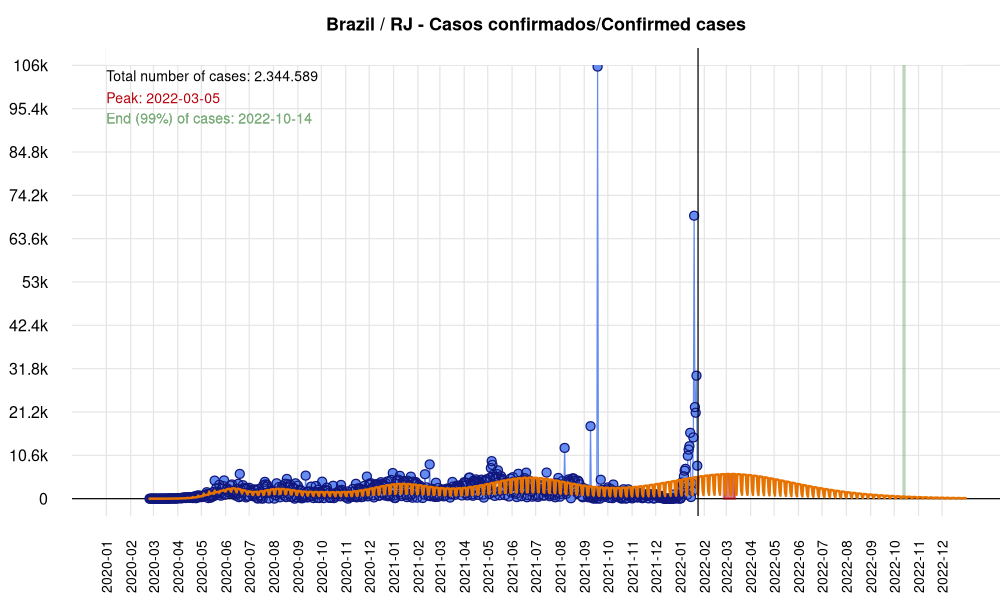 Brazil / RJ - Casos confirmados/Confirmed cases
Total number of cases: 2.344.589
Peak: 2022-03-05
End (99%) of cases: 2022-10-14
106k
95.4k
84.8k
74.2k
63.6k
53k
42.4k
31.8k
21.2k
10.6k
0
2020-01
2020-02
2020-03
2020-04
2020-05
2020-06
2020-07
2020-08
2020-09
2020-10
2020-11
2020-12
2021-01
2021-02
2021-03
2021-04
2021-05
2021-06
2021-07
2021-08
2021-09
2021-10
2021-11
2021-12
2022-01
2022-02
2022-03
2022-04
2022-05
2022-06
2022-07
2022-08
2022-09
2022-10
2022-11
2022-12